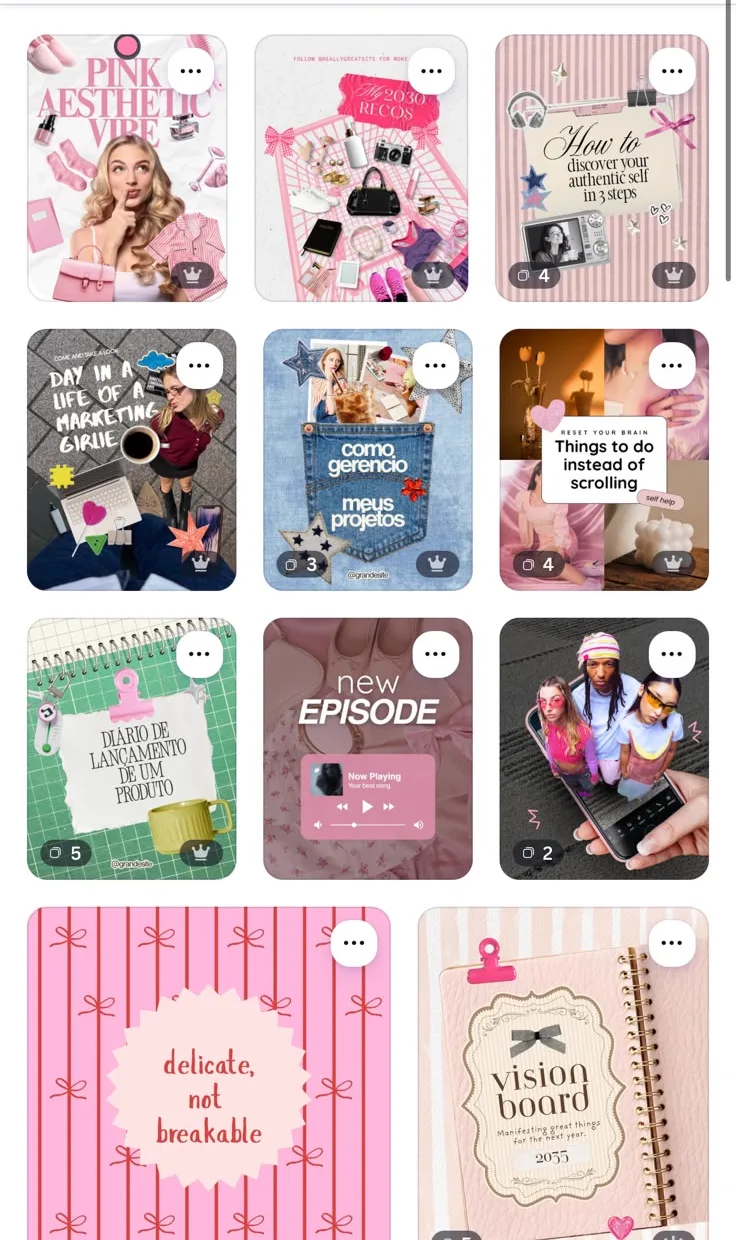 PINK
AESTHETIC
VIBE
FOLLOW @REALLYGREATSITE FOR MORE
My 2030
RECOS
How to
discover your
authentic self
in 3 steps
4
COME AND TAKE A LOOK
DAY IN A
LIFE OF A
MARKETING
GIRLIE
como
gerencio
meus
projetos
3
@grandesite
RESET YOUR BRAIN
Things to do
instead of
scrolling
self help
4
DIÁRIO DE
LANÇAMENTO
DE UM
PRODUTO
5
@grandesite
new
EPISODE
Now Playing
Your best song
2
delicate,
not
breakable
vision
board
Manifesting great things
for the next year.
2035